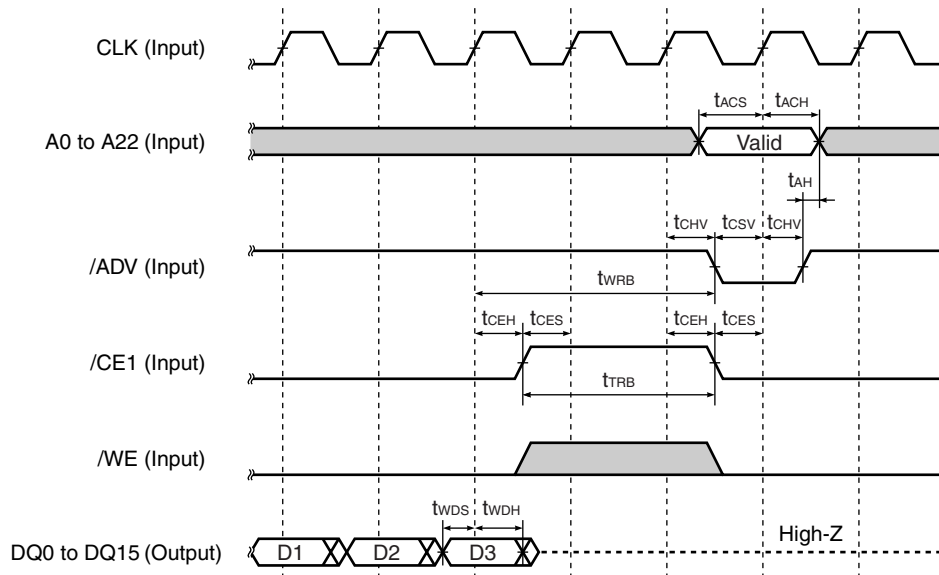 CLK (Input)
tACS tACH
A0 to A22 (Input) Valid
tAH
tCHV tCSV tCHV
/ADV (Input)
tWRB
tCEH tCES tCEH tCES
/CE1 (Input)
tTRB
/WE (Input)
tWDS tWDH
High-Z
DQ0 to DQ15 (Output) D1 D2 D3